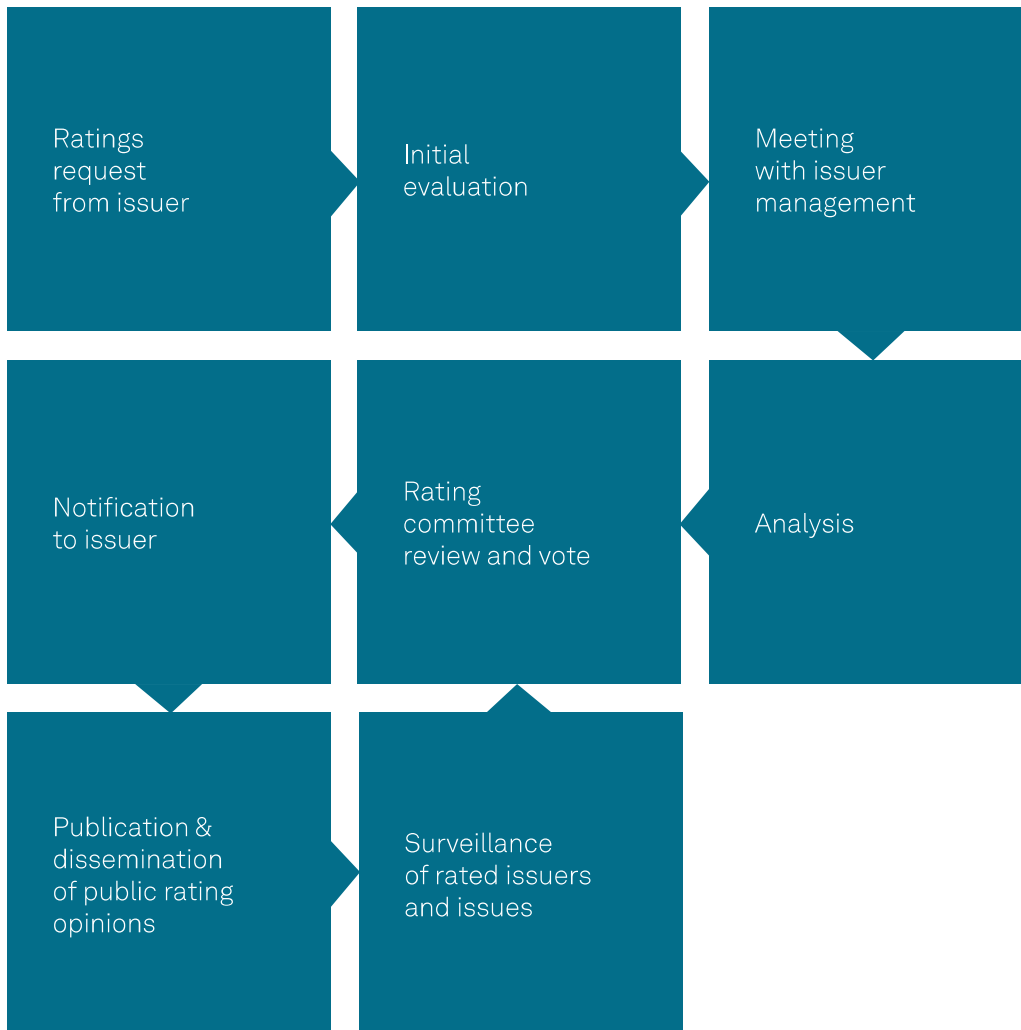 Ratings
request
from issuer
Initial
evaluation
Meeting
with issuer
management
Notification
to issuer
Rating
committee
review and vote
Analysis
Publication &
dissemination
of public rating
opinions
Surveillance
of rated issuers
and issues